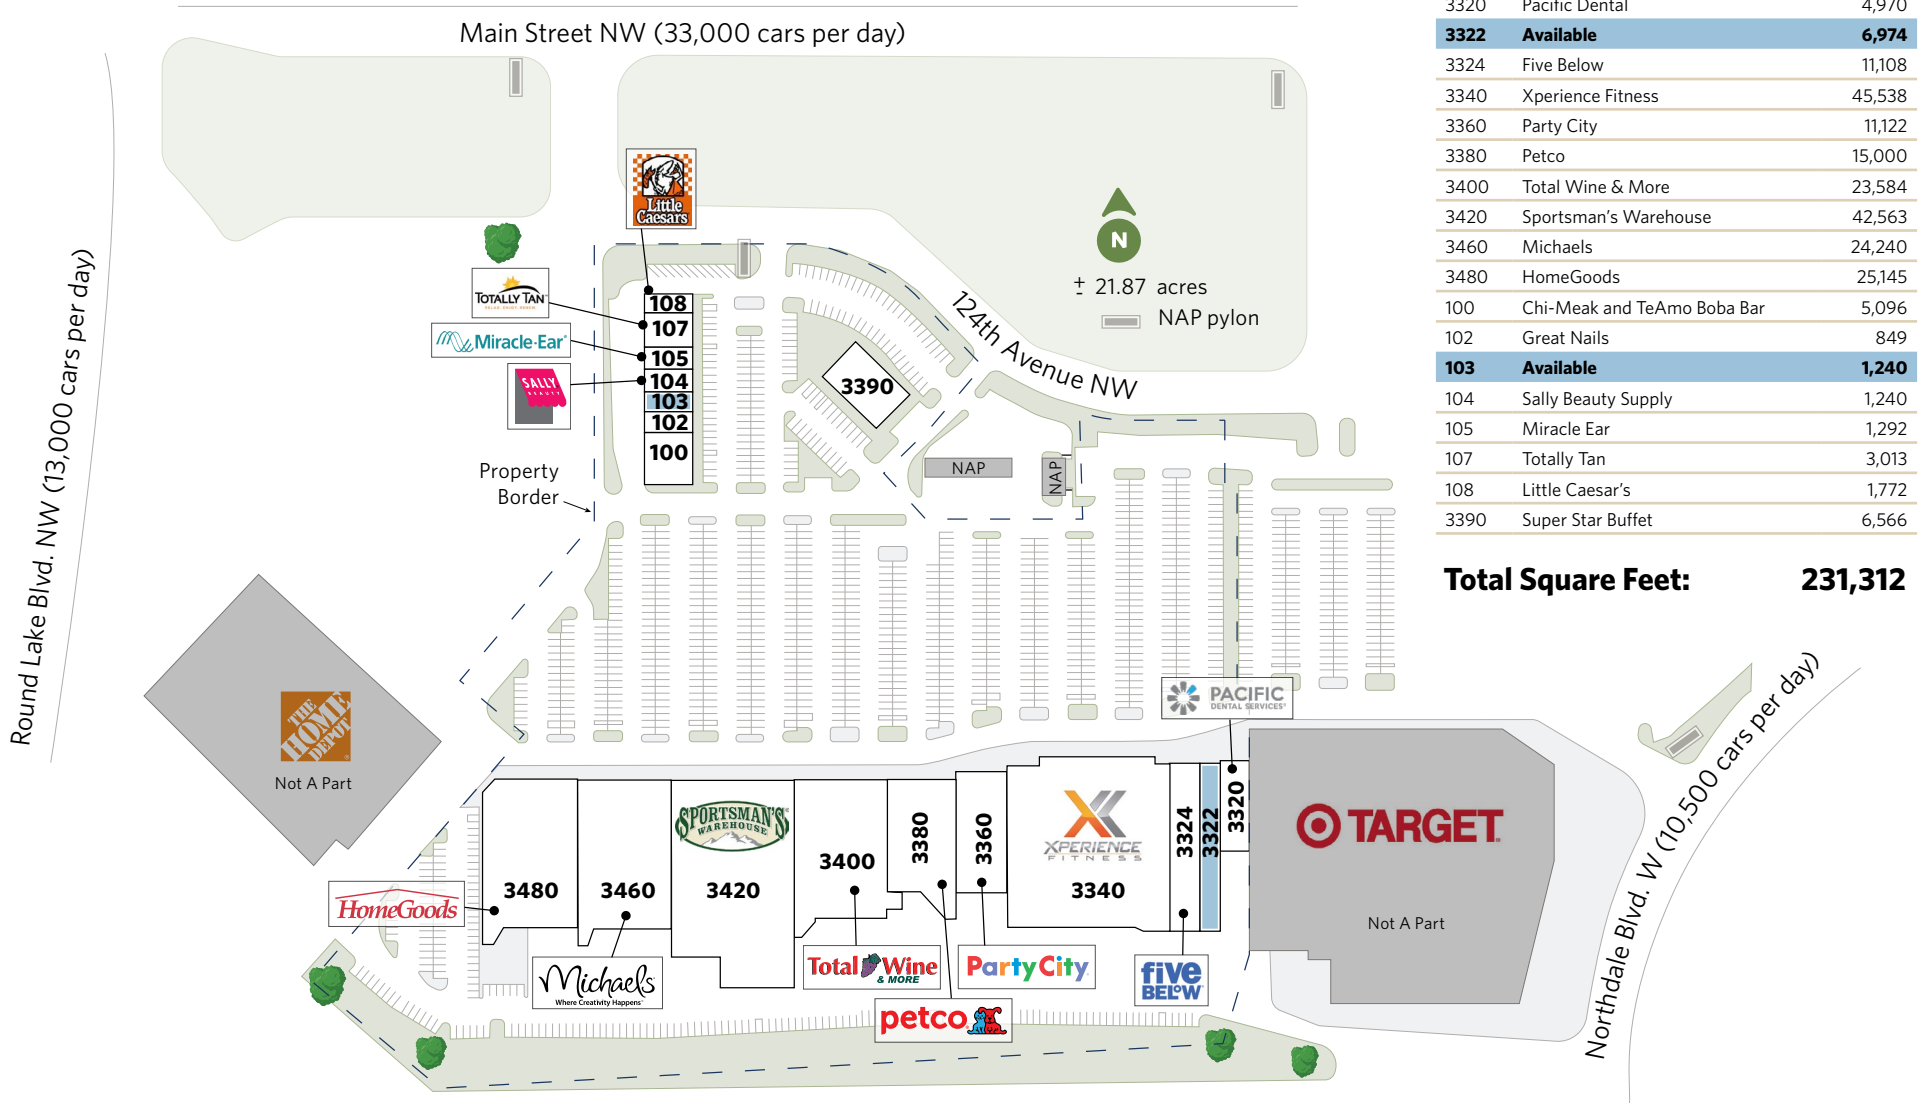 Main Street NW (33,000 cars per day)
3320 Pacific Dental 4,970
3322 Available 6,974
3324 Five Below 11,108
3340 Xperience Fitness 45,538
3360 Party City 11,122
3380 Petco 15,000
3400 Total Wine & More 23,584
3420 Sportsman's Warehouse 42,563
3460 Michaels 24,240
3480 HomeGoods 25,145
100 Chi-Meak and TeAmo Boba Bar 5,096
102 Great Nails 849
103 Available 1,240
104 Sally Beauty Supply 1,240
105 Miracle Ear 1,292
107 Totally Tan 3,013
108 Little Caesar's 1,772
3390 Super Star Buffet 6,566
Total Square Feet: 231,312
Round Lake Blvd. NW (13,000 cars per day)
Little
Caesars
TOTALLY TAN
Miracle-Ear®
SALLY
BEAUTY
108
107
105
104
103
102
100
3390
N
± 21.87 acres
NAP pylon
124th Avenue NW
Property
Border
NAP
NAP
THE
HOME
DEPOT
Not A Part
PACIFIC
DENTAL SERVICES®
3480
3460
SPORTSMAN'S
WAREHOUSE
3420
3400
3380
3360
XPERIENCE
FITNESS
3340
3324
3322
3320
TARGET
Not A Part
Northdale Blvd. W (10,500 cars per day)
HomeGoods
Michaels
Where Creativity Happens
Total Wine
& MORE
Party City
petco
five
BELOW